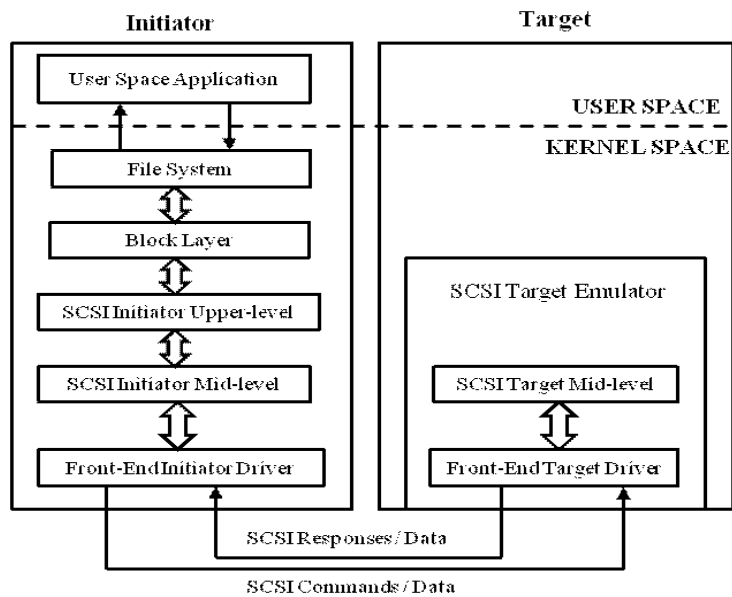 Initiator
Target
User Space Application
USER SPACE
KERNEL SPACE
File System
Block Layer
SCSI Target Emulator
SCSI Initiator Upper-level
SCSI Initiator Mid-level
SCSI Target Mid-level
Front-End Initiator Driver
Front-End Target Driver
SCSI Responses / Data
SCSI Commands / Data